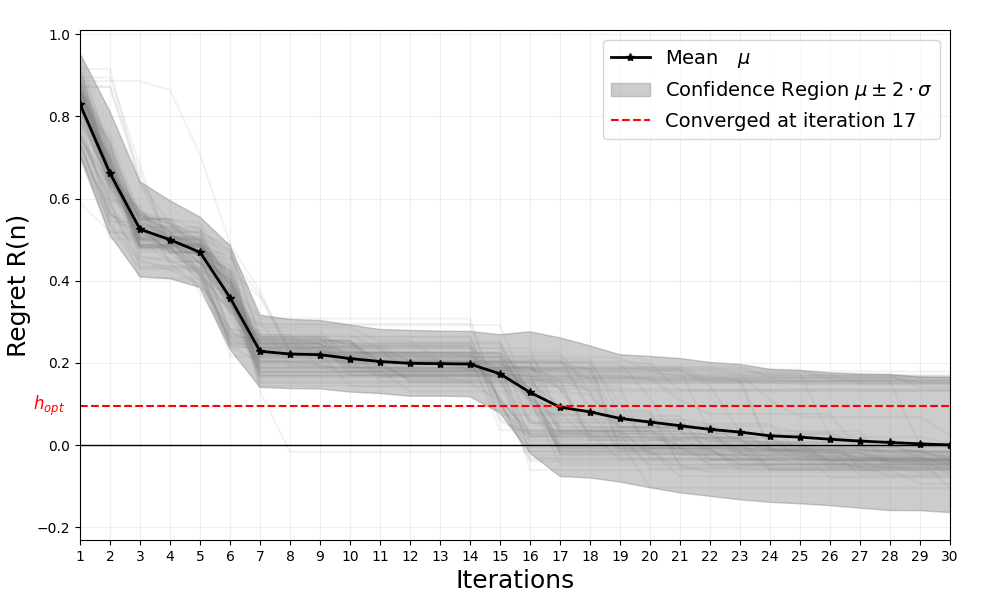 1.0
0.8
0.6
0.4
0.2
0.0
−0.2
Regret R(n)
h_opt
Mean μ
Confidence Region μ ± 2 · σ
Converged at iteration 17
1 2 3 4 5 6 7 8 9 10 11 12 13 14 15 16 17 18 19 20 21 22 23 24 25 26 27 28 29 30
Iterations